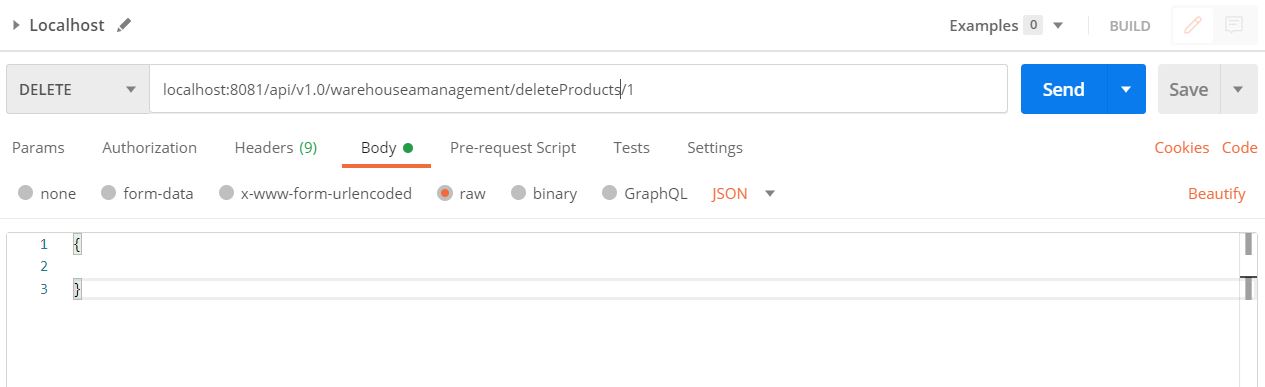 Localhost Examples 0 BUILD
DELETE localhost:8081/api/v1.0/warehouseamanagement/deleteProducts/1 Send Save
Params Authorization Headers (9) Body Pre-request Script Tests Settings Cookies Code
none form-data x-www-form-urlencoded raw binary GraphQL JSON Beautify
1 {
2
3 }